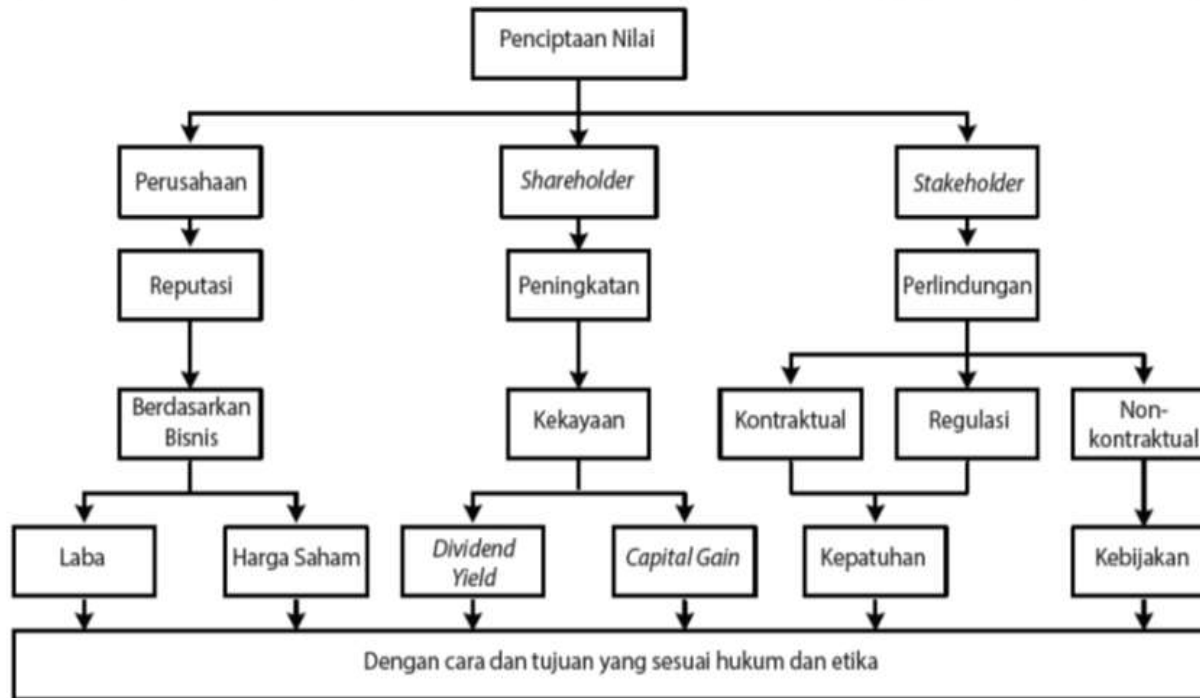 Penciptaan Nilai
Perusahaan
Shareholder
Stakeholder
Reputasi
Peningkatan
Perlindungan
Berdasarkan
Bisnis
Kekayaan
Kontraktual
Regulasi
Non-
kontraktual
Laba
Harga Saham
Dividend
Yield
Capital Gain
Kepatuhan
Kebijakan
Dengan cara dan tujuan yang sesuai hukum dan etika